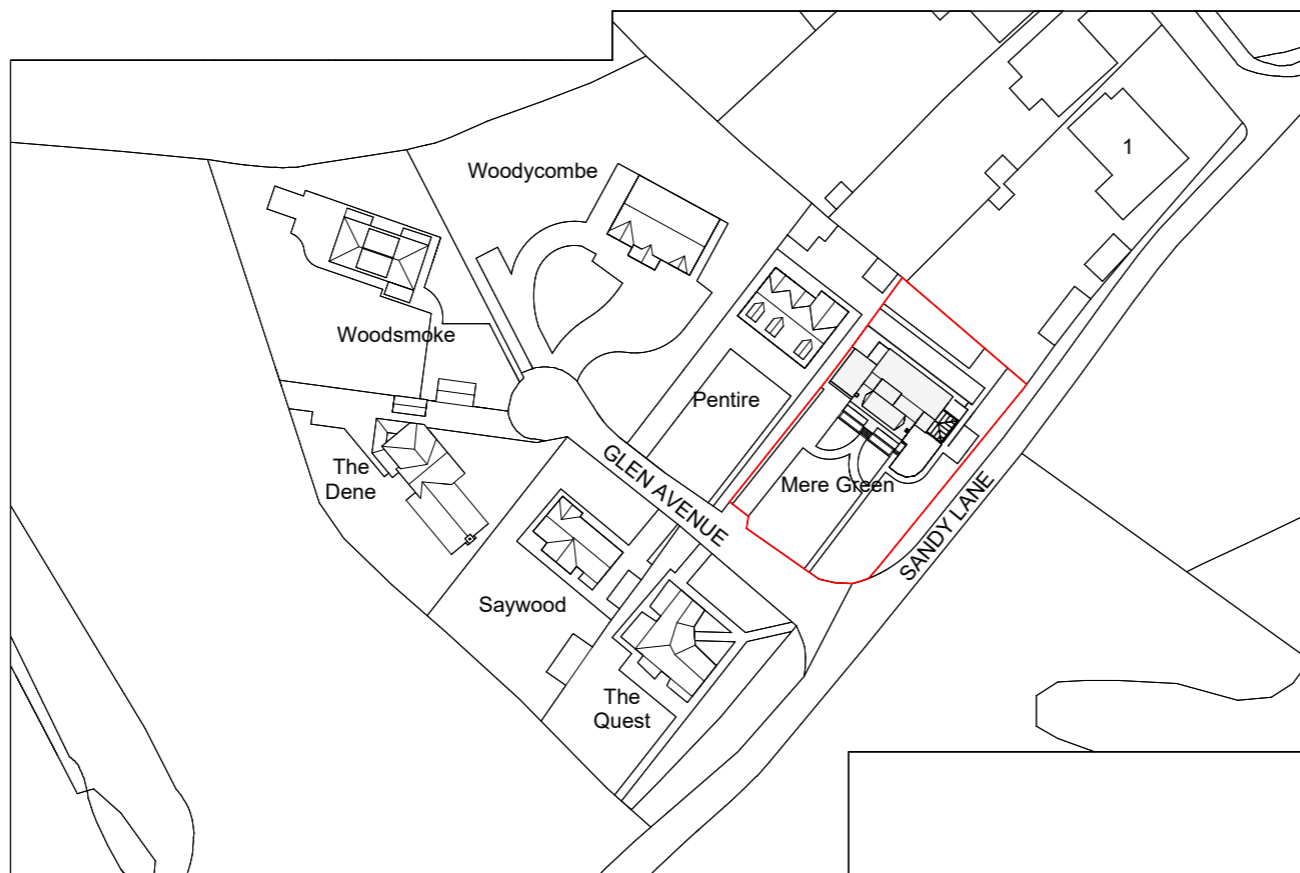 1
Woodycombe
Woodsmoke
Pentire
The
Dene
GLEN AVENUE
Mere Green
SANDY LANE
Saywood
The
Quest